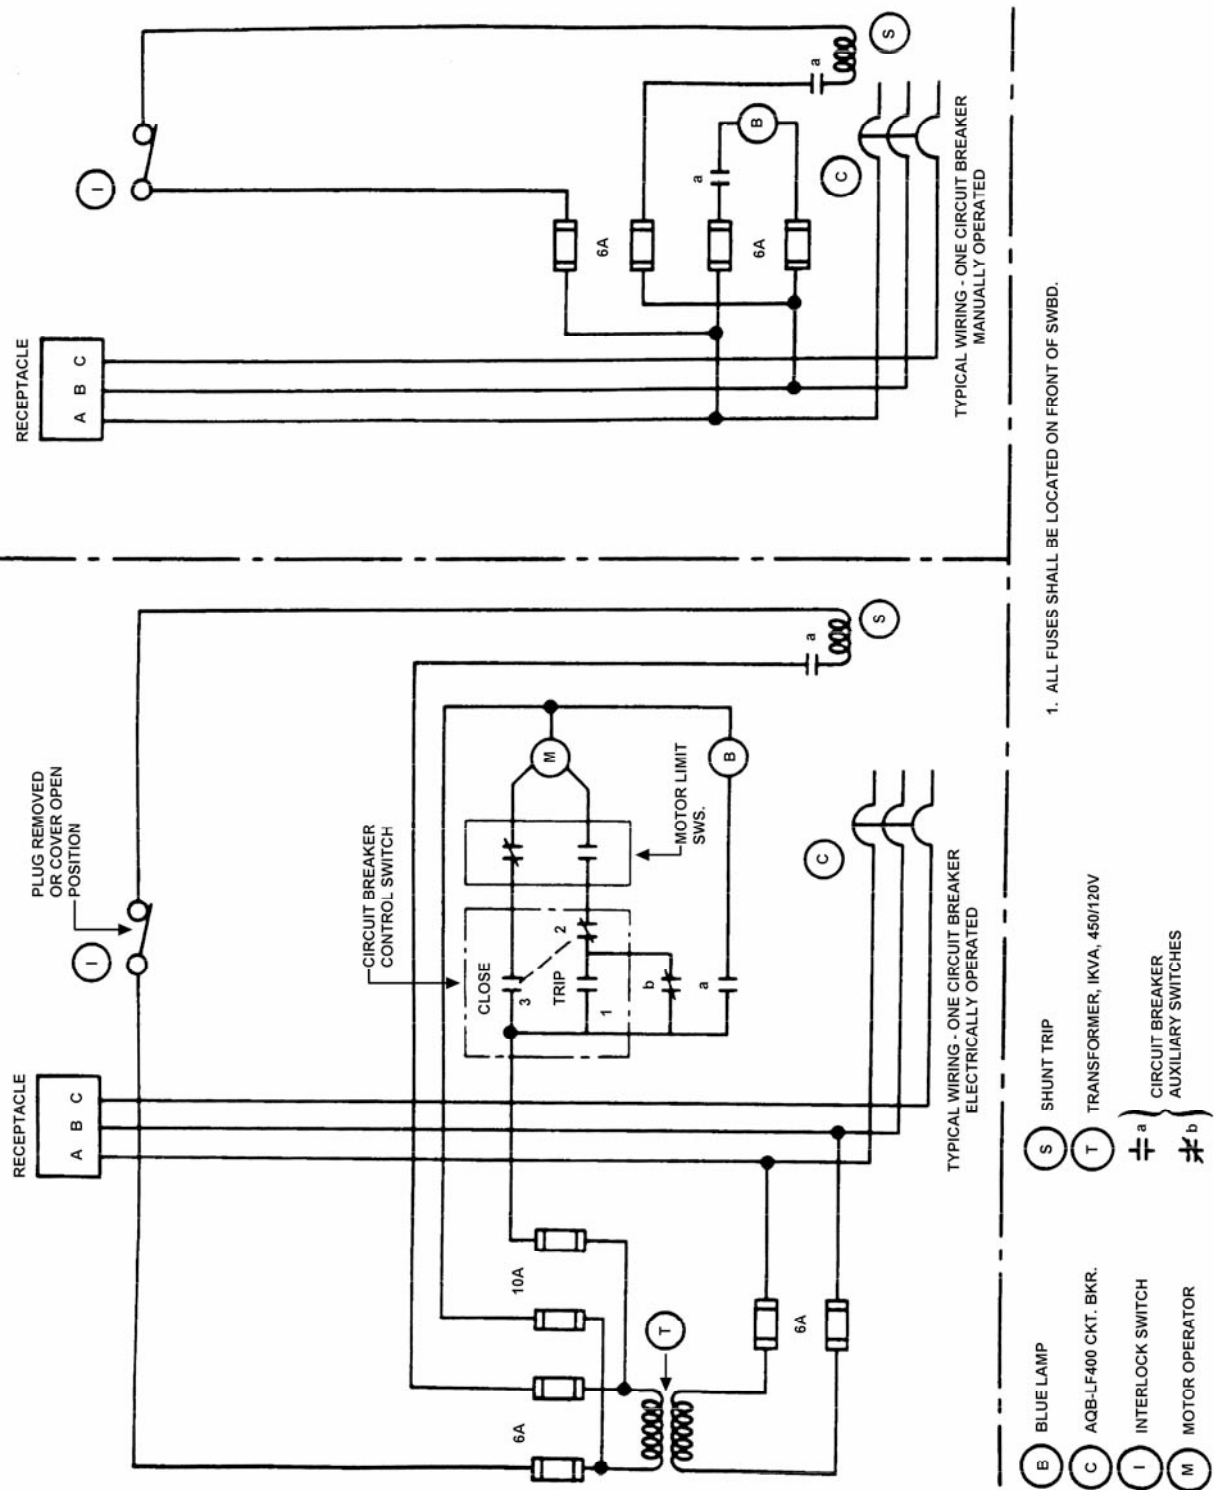 PLUG REMOVED
OR COVER OPEN
POSITION
I
RECEPTACLE
A B C
CIRCUIT BREAKER
CONTROL SWITCH
CLOSE
3
TRIP
2
1
b
a
M
MOTOR LIMIT
SWS.
B
a
S
6A
10A
T
6A
C
TYPICAL WIRING - ONE CIRCUIT BREAKER
ELECTRICALLY OPERATED
RECEPTACLE
A B C
I
6A
6A
a
B
a
S
C
TYPICAL WIRING - ONE CIRCUIT BREAKER
MANUALLY OPERATED
1. ALL FUSES SHALL BE LOCATED ON FRONT OF SWBD.
B BLUE LAMP
C AQB-LF400 CKT. BKR.
I INTERLOCK SWITCH
M MOTOR OPERATOR
S SHUNT TRIP
T TRANSFORMER, IKVA, 450/120V
a
b
CIRCUIT BREAKER
AUXILIARY SWITCHES